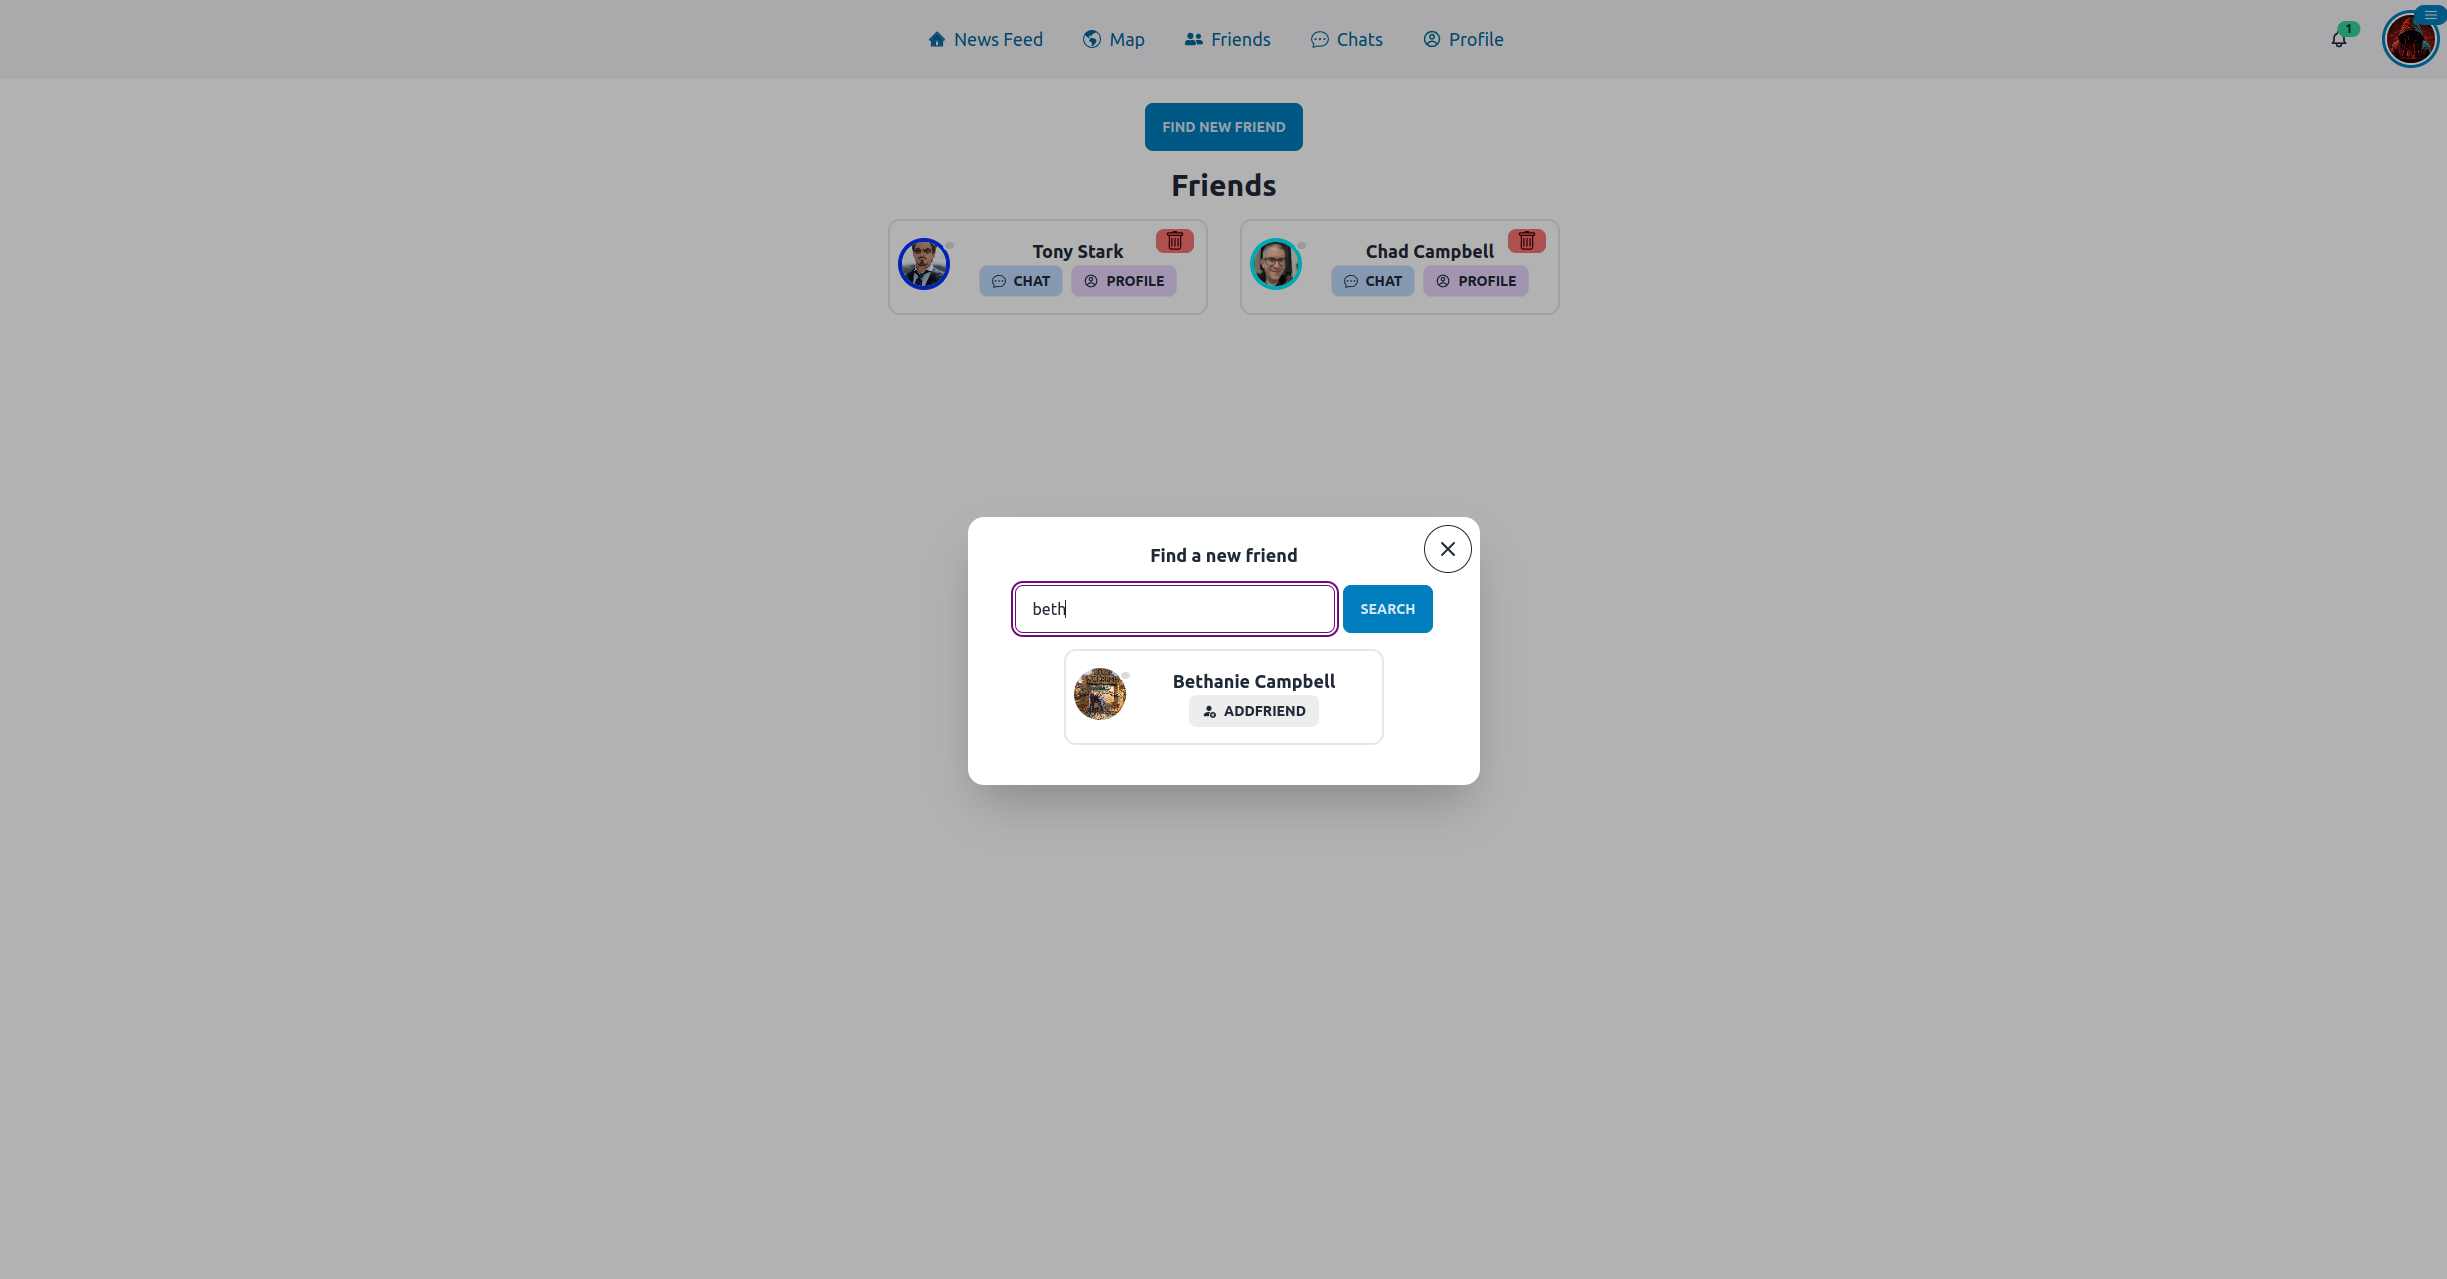 News Feed Map Friends Chats Profile 1
FIND NEW FRIEND
Friends
Tony Stark
CHAT PROFILE
Chad Campbell
CHAT PROFILE
Find a new friend
beth SEARCH
Bethanie Campbell
ADDFRIEND